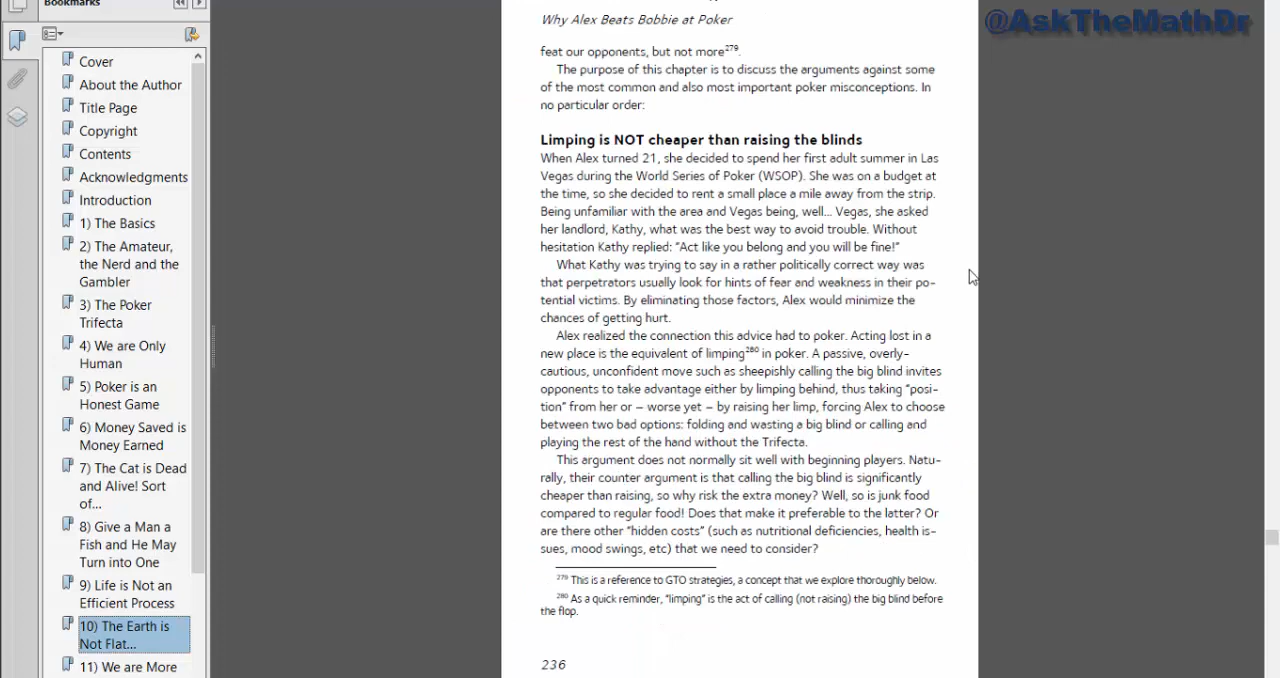 Bookmarks
Cover
About the Author
Title Page
Copyright
Contents
Acknowledgments
Introduction
1) The Basics
2) The Amateur,
the Nerd and the
Gambler
3) The Poker
Trifecta
4) We are Only
Human
5) Poker is an
Honest Game
6) Money Saved is
Money Earned
7) The Cat is Dead
and Alive! Sort
of...
8) Give a Man a
Fish and He May
Turn into One
9) Life is Not an
Efficient Process
10) The Earth is
Not Flat...
11) We are More
@AskTheMathDr
Why Alex Beats Bobbie at Poker
feat our opponents, but not more279.
The purpose of this chapter is to discuss the arguments against some
of the most common and also most important poker misconceptions. In
no particular order:
Limping is NOT cheaper than raising the blinds
When Alex turned 21, she decided to spend her first adult summer in Las
Vegas during the World Series of Poker (WSOP). She was on a budget at
the time, so she decided to rent a small place a mile away from the strip.
Being unfamiliar with the area and Vegas being, well... Vegas, she asked
her landlord, Kathy, what was the best way to avoid trouble. Without
hesitation Kathy replied: “Act like you belong and you will be fine!”
What Kathy was trying to say in a rather politically correct way was
that perpetrators usually look for hints of fear and weakness in their po-
tential victims. By eliminating those factors, Alex would minimize the
chances of getting hurt.
Alex realized the connection this advice had to poker. Acting lost in a
new place is the equivalent of limping280 in poker. A passive, overly-
cautious, unconfident move such as sheepishly calling the big blind invites
opponents to take advantage either by limping behind, thus taking “posi-
tion” from her or – worse yet – by raising her limp, forcing Alex to choose
between two bad options: folding and wasting a big blind or calling and
playing the rest of the hand without the Trifecta.
This argument does not normally sit well with beginning players. Natu-
rally, their counter argument is that calling the big blind is significantly
cheaper than raising, so why risk the extra money? Well, so is junk food
compared to regular food! Does that make it preferable to the latter? Or
are there other “hidden costs” (such as nutritional deficiencies, health is-
sues, mood swings, etc) that we need to consider?
279 This is a reference to GTO strategies, a concept that we explore thoroughly below.
280 As a quick reminder, “limping” is the act of calling (not raising) the big blind before
the flop.
236